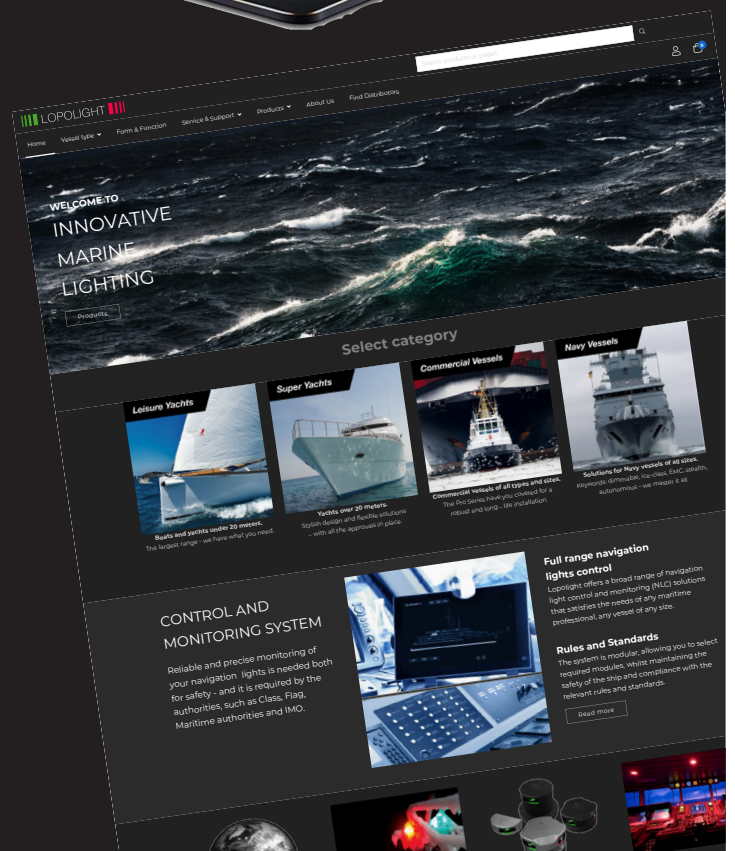 Search products or pages
LOPOLIGHT
Home Vessel type Form & Function Service & Support Products About Us Find Distributors
0
WELCOME TO
INNOVATIVE
MARINE
LIGHTING
Products
Select category
Leisure Yachts
Boats and yachts under 20 meters.
The largest range - we have what you need.
Super Yachts
Yachts over 20 meters.
Stylish design and flexible solutions
– with all the approvals in place.
Commercial Vessels
Commercial vessels of all types and sizes.
The Pro Series have you covered for a
robust and long – life installation.
Navy Vessels
Solutions for Navy vessels of all sizes.
Keywords: dimmable, Ice-class, EMC, stealth,
autonomous – we master it all
CONTROL AND
MONITORING SYSTEM
Reliable and precise monitoring of
your navigation lights is needed both
for safety - and it is required by the
authorities, such as Class, Flag,
Maritime authorities and IMO.
Full range navigation
lights control
Lopolight offers a broad range of navigation
light control and monitoring (NLC) solutions
that satisfies the needs of any maritime
professional, any vessel of any size.
Rules and Standards
The system is modular, allowing you to select
required modules, whilst maintaining the
safety of the ship and compliance with the
relevant rules and standards.
Read more